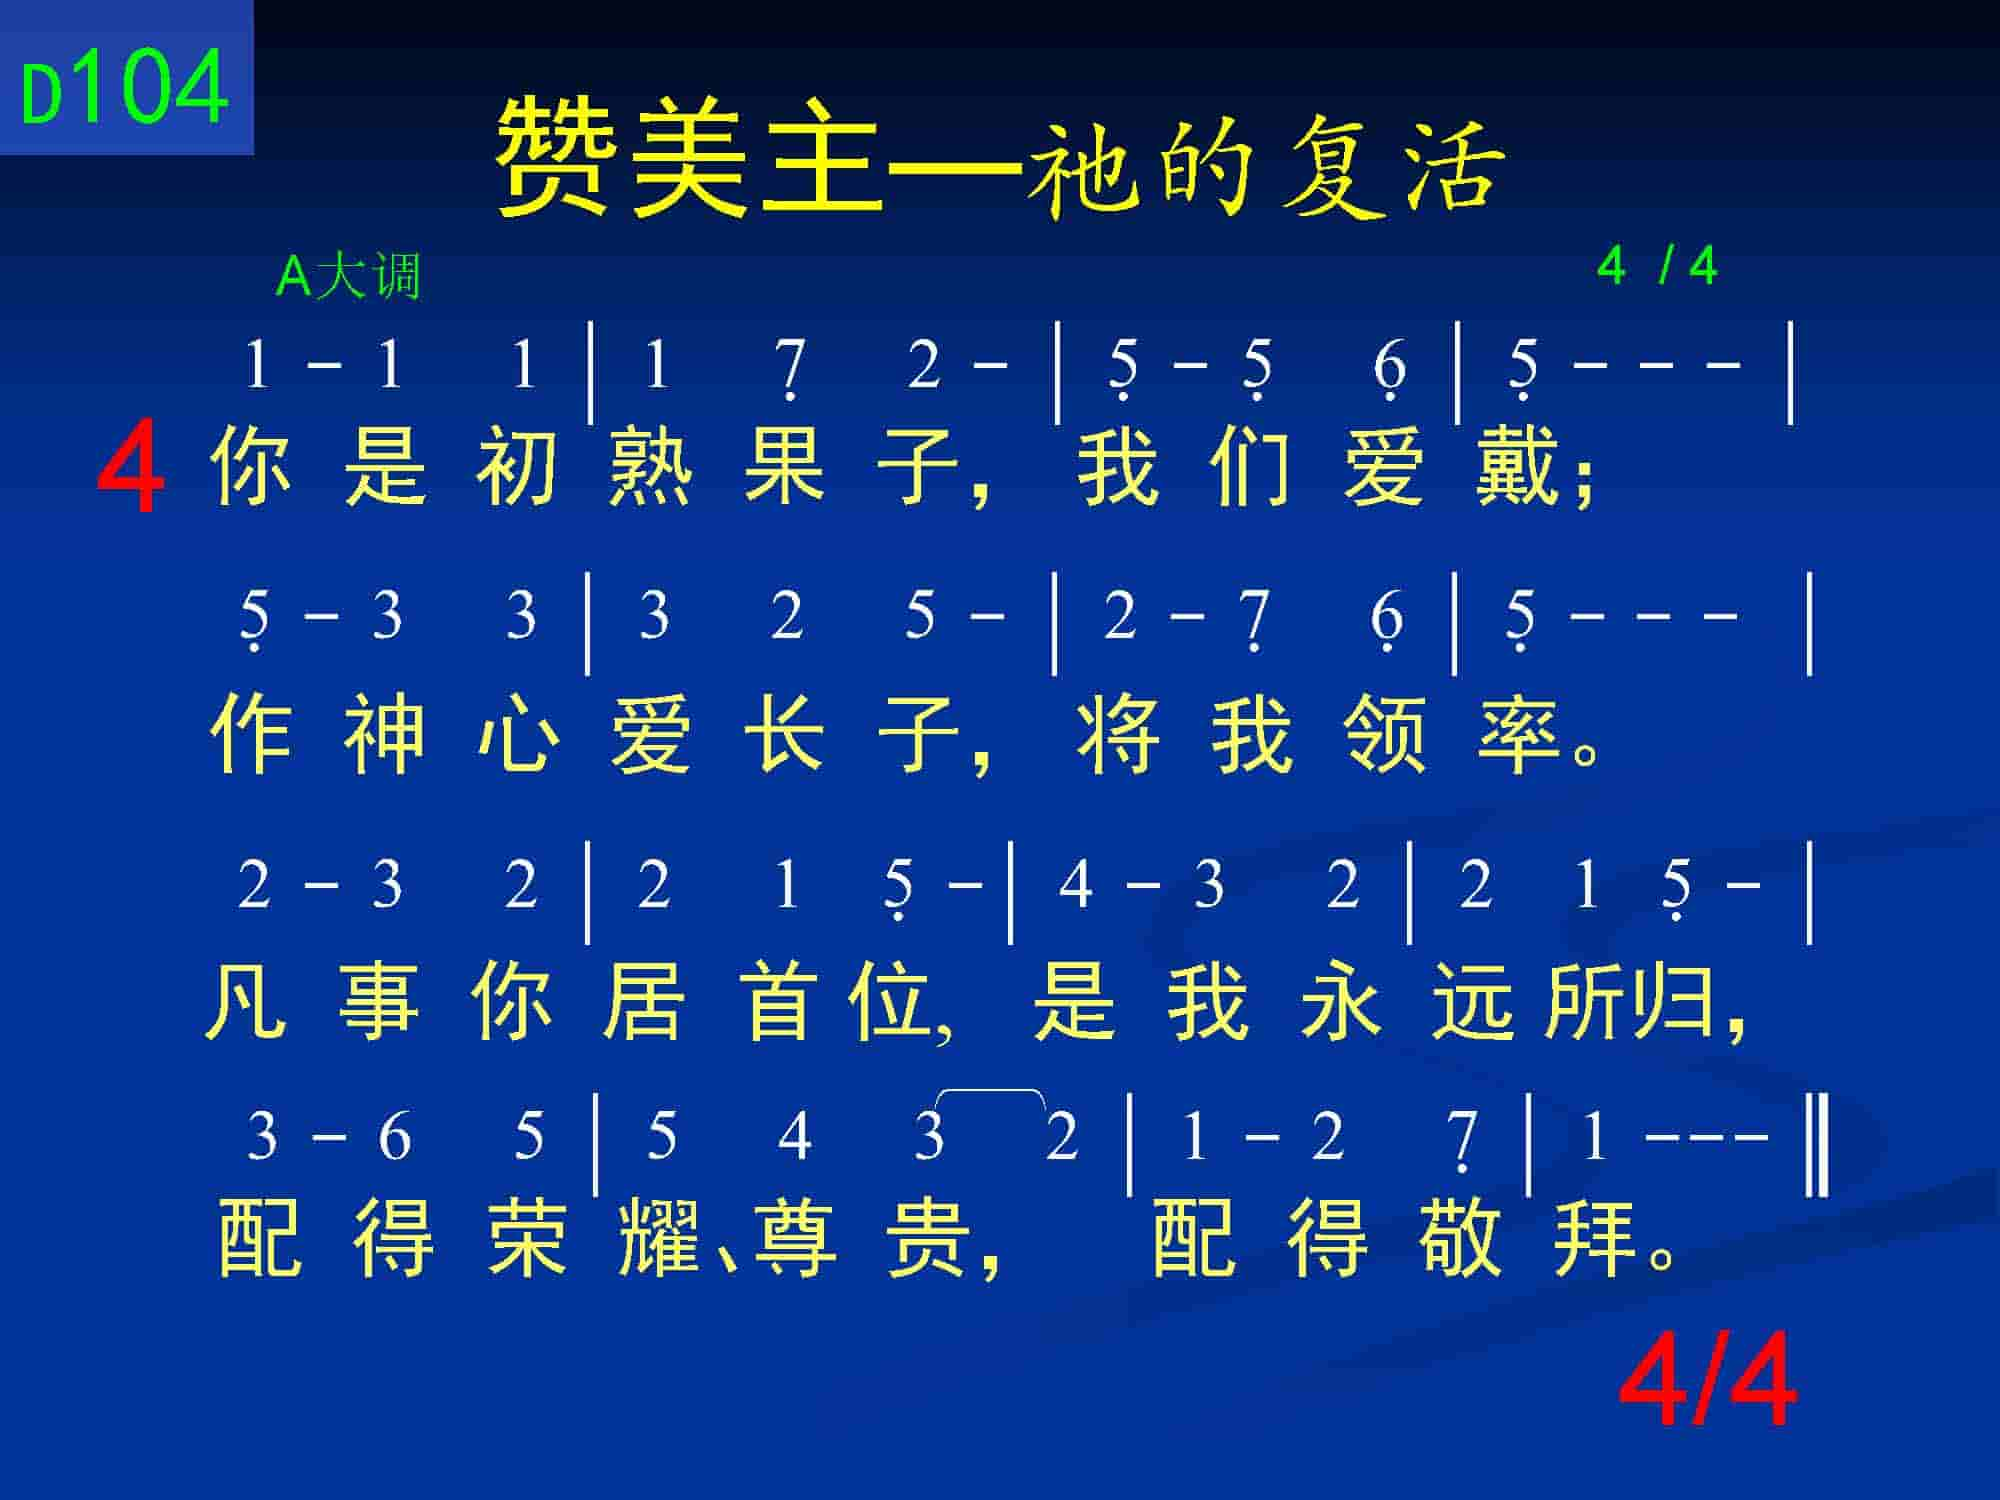 D104
赞美主—祂的复活
A大调 4 / 4
1 - 1 1 | 1 7̣ 2 - | 5̣ - 5̣ 6̣ | 5̣ - - - |
4 你是初熟果子，我们爱戴；
5̣ - 3 3 | 3 2 5 - | 2 - 7̣ 6̣ | 5̣ - - - |
作神心爱长子，将我领率。
2 - 3 2 | 2 1 5̣ - | 4 - 3 2 | 2 1 5̣ - |
凡事你居首位, 是我永远所归，
3 - 6 5 | 5 4 3 2 | 1 - 2 7̣ | 1 - - - ‖
配得荣耀、尊贵，配得敬拜。
4/4